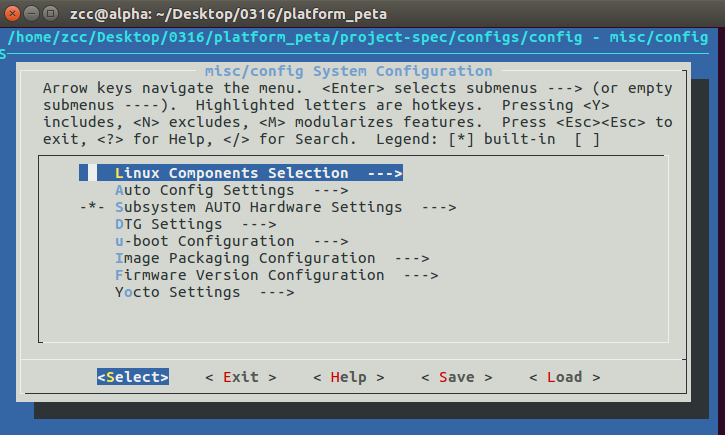 zcc@alpha: ~/Desktop/0316/platform_peta
/home/zcc/Desktop/0316/platform_peta/project-spec/configs/config - misc/config
S
misc/config System Configuration
Arrow keys navigate the menu.  <Enter> selects submenus ---> (or empty
submenus ----).  Highlighted letters are hotkeys.  Pressing <Y>
includes, <N> excludes, <M> modularizes features.  Press <Esc><Esc> to
exit, <?> for Help, </> for Search.  Legend: [*] built-in  [ ]
Linux Components Selection  --->
Auto Config Settings  --->
-*- Subsystem AUTO Hardware Settings  --->
DTG Settings  --->
u-boot Configuration  --->
Image Packaging Configuration  --->
Firmware Version Configuration  --->
Yocto Settings  --->
<Select>    < Exit >    < Help >    < Save >    < Load >